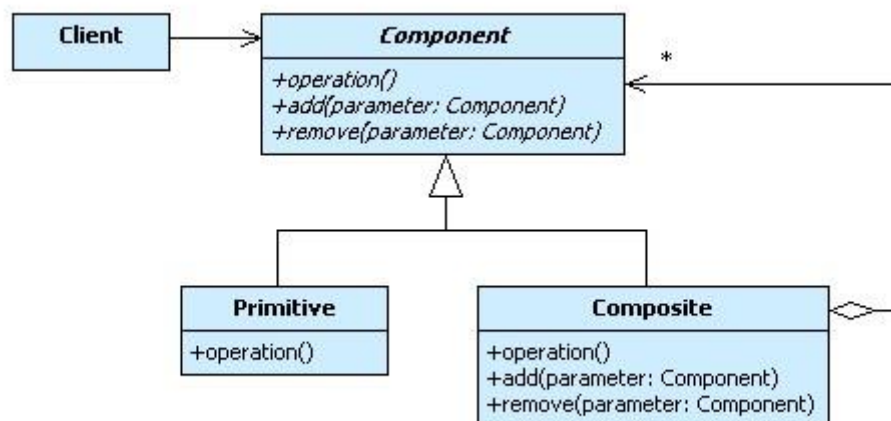 Client
Component
+operation()
+add(parameter: Component)
+remove(parameter: Component)
*
Primitive
+operation()
Composite
+operation()
+add(parameter: Component)
+remove(parameter: Component)